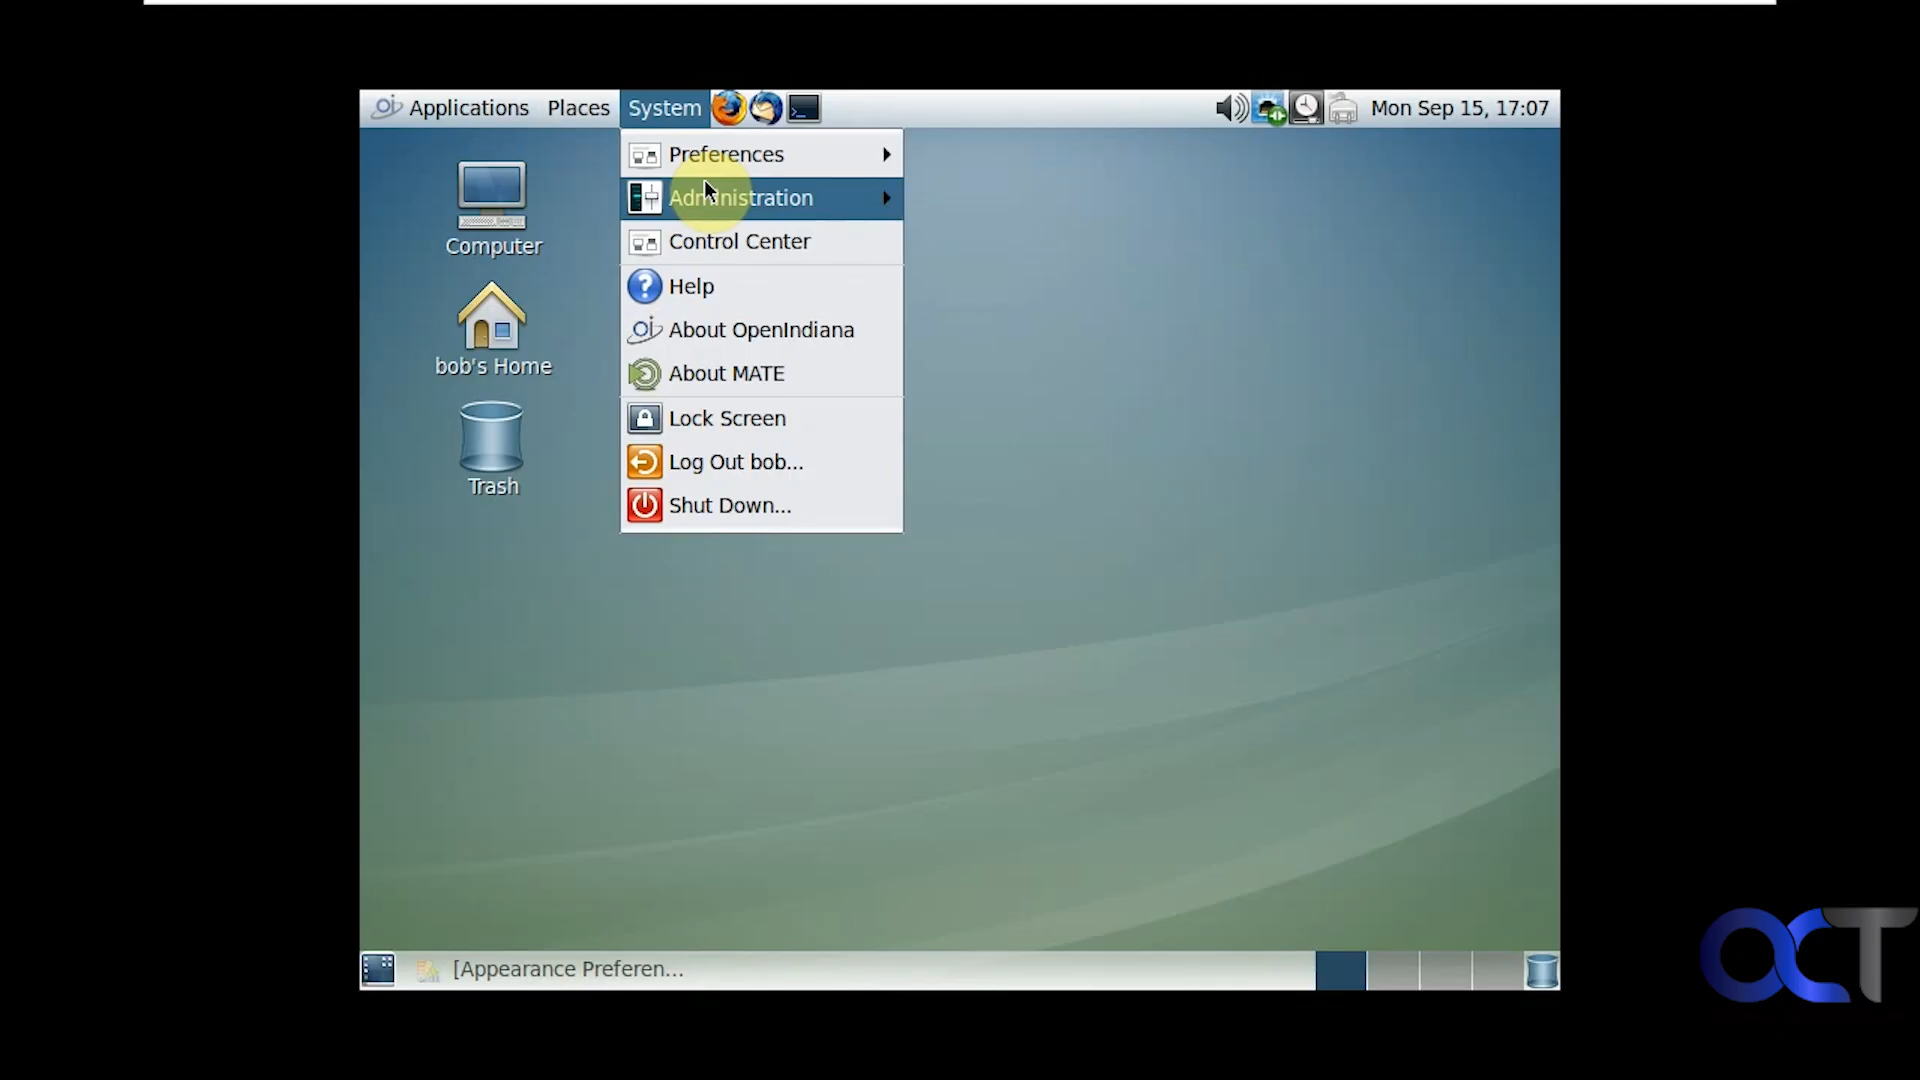 Applications Places System Mon Sep 15, 17:07
Preferences
Administration
Control Center
Help
About OpenIndiana
About MATE
Lock Screen
Log Out bob...
Shut Down...
Computer
bob's Home
Trash
[Appearance Preferen...
OCT